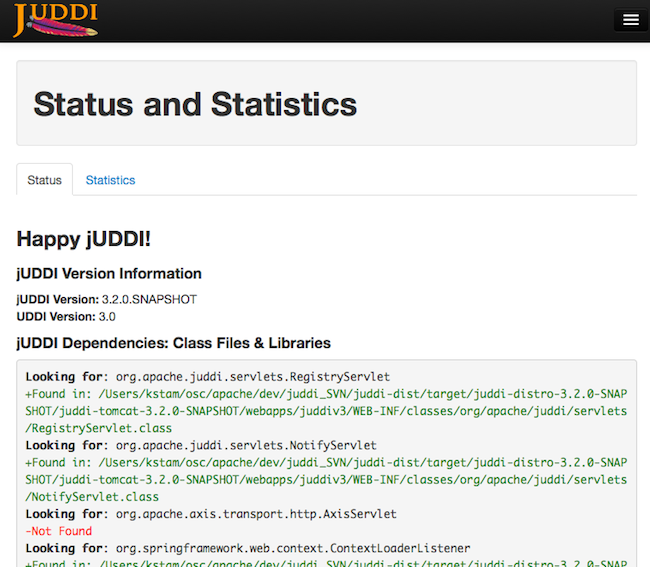 jUDDI
Status and Statistics
Status Statistics
Happy jUDDI!
jUDDI Version Information
jUDDI Version: 3.2.0.SNAPSHOT
UDDI Version: 3.0
jUDDI Dependencies: Class Files & Libraries
Looking for: org.apache.juddi.servlets.RegistryServlet
+Found in: /Users/kstam/osc/apache/dev/juddi_SVN/juddi-dist/target/juddi-distro-3.2.0-SNAP
SHOT/juddi-tomcat-3.2.0-SNAPSHOT/webapps/juddiv3/WEB-INF/classes/org/apache/juddi/servlets
/RegistryServlet.class
Looking for: org.apache.juddi.servlets.NotifyServlet
+Found in: /Users/kstam/osc/apache/dev/juddi_SVN/juddi-dist/target/juddi-distro-3.2.0-SNAP
SHOT/juddi-tomcat-3.2.0-SNAPSHOT/webapps/juddiv3/WEB-INF/classes/org/apache/juddi/servlets
/NotifyServlet.class
Looking for: org.apache.axis.transport.http.AxisServlet
-Not Found
Looking for: org.springframework.web.context.ContextLoaderListener
+Found in: /Users/kstam/osc/apache/dev/juddi_SVN/juddi-dist/target/juddi-distro-3.2.0-SNAP